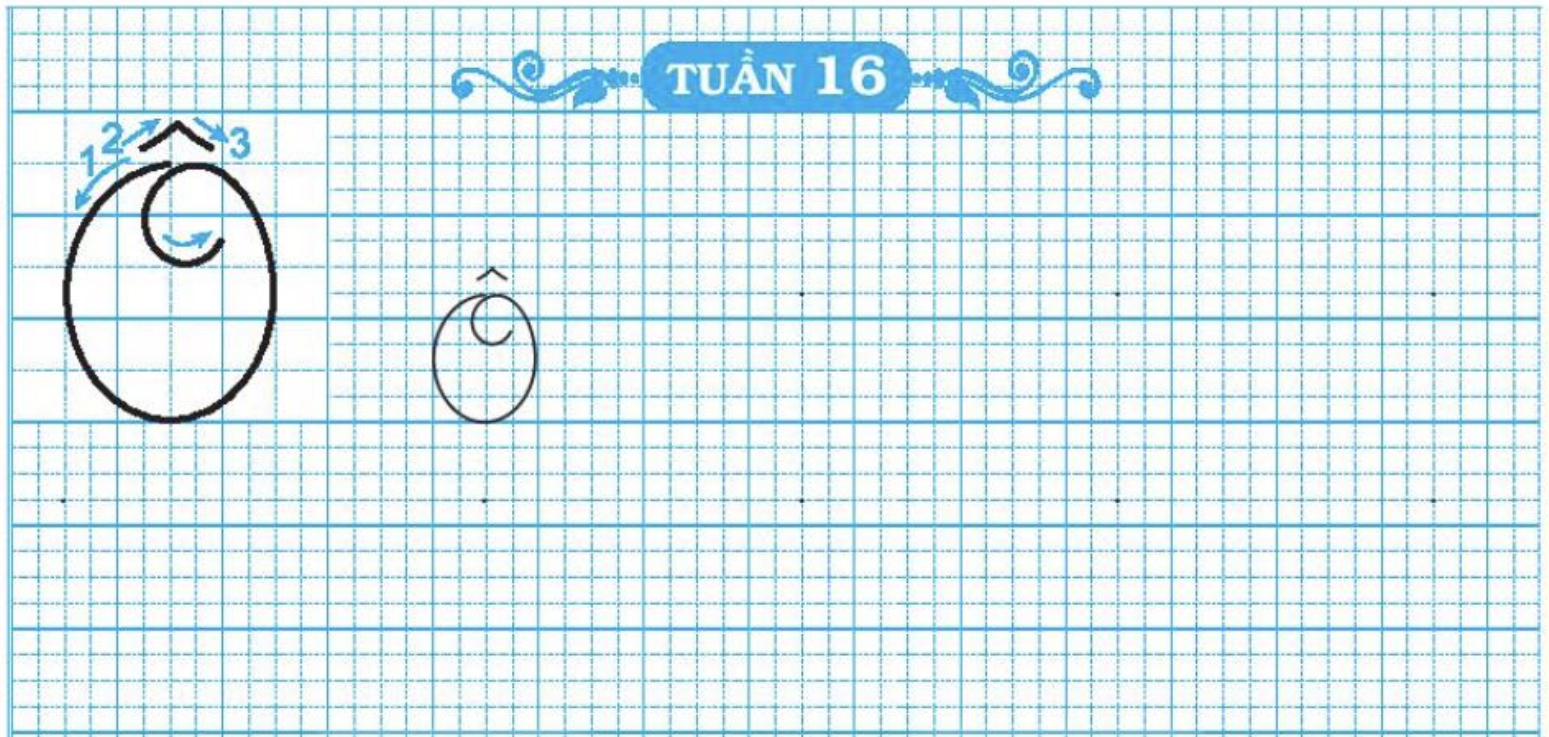 TUẦN 16
1 2 3
Ô Ô